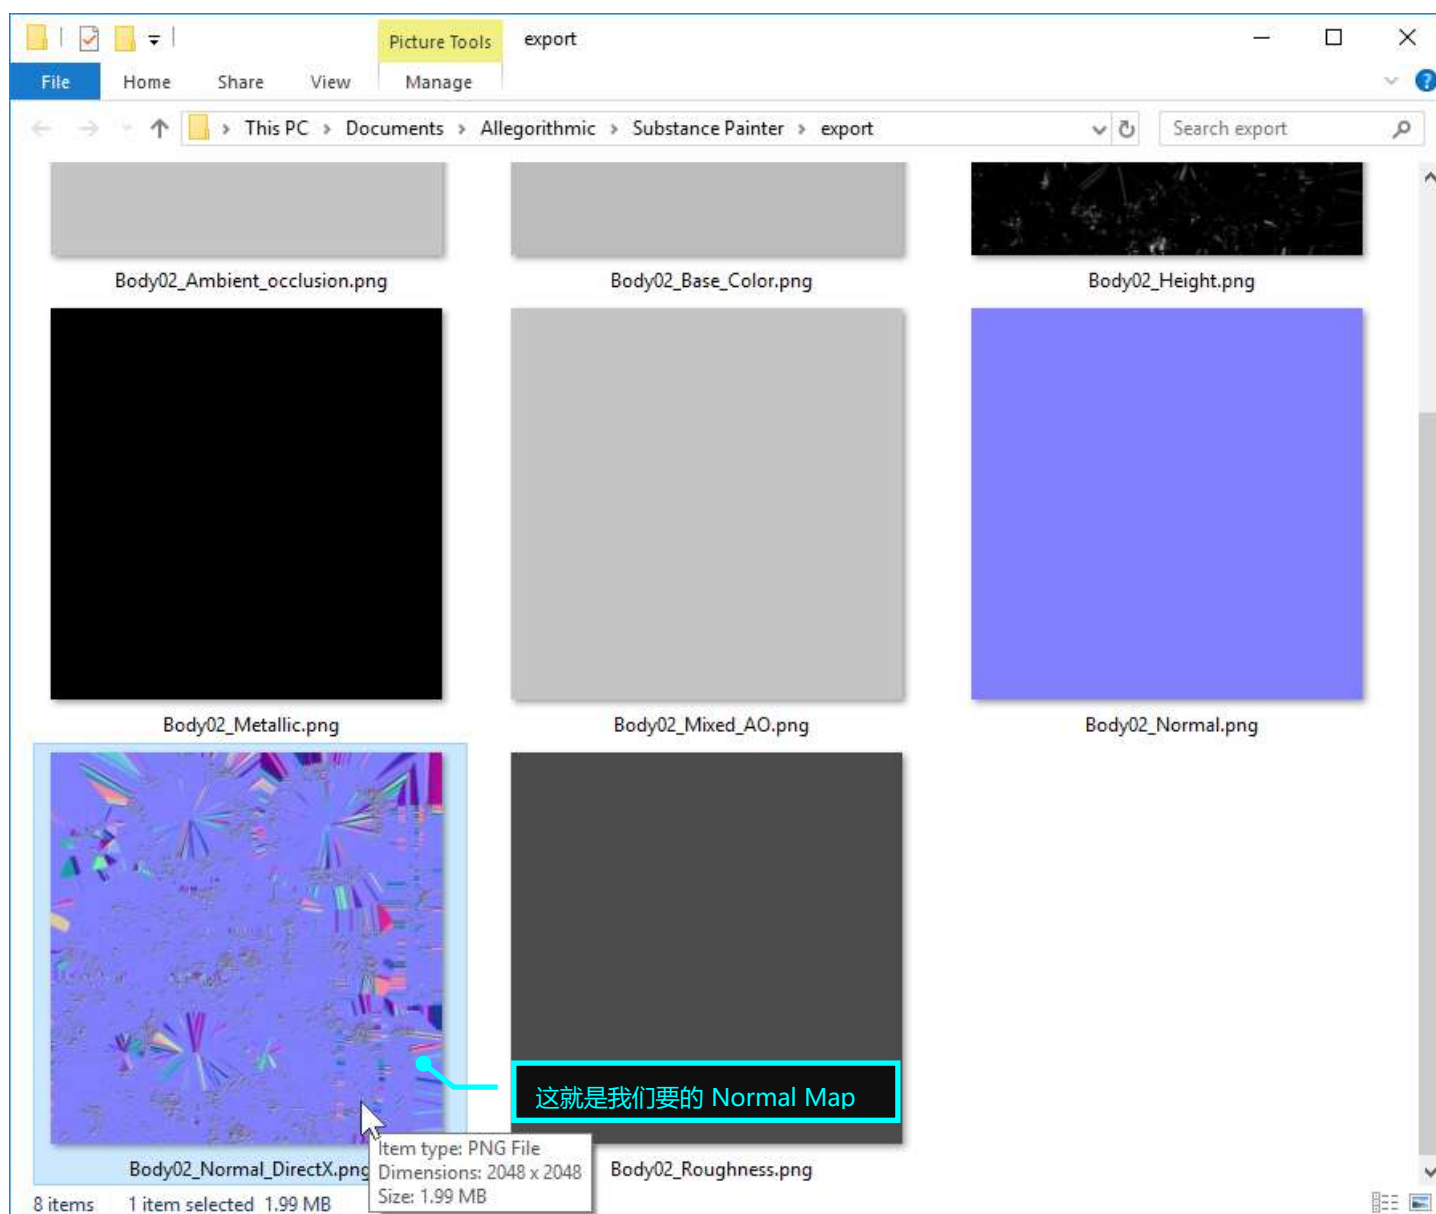 Picture Tools
export
File
Home
Share
View
Manage
This PC > Documents > Allegorithmic > Substance Painter > export
Search export
Body02_Ambient_occlusion.png
Body02_Base_Color.png
Body02_Height.png
Body02_Metallic.png
Body02_Mixed_AO.png
Body02_Normal.png
这就是我们要的 Normal Map
Body02_Normal_DirectX.png
Item type: PNG File
Dimensions: 2048 x 2048
Size: 1.99 MB
Body02_Roughness.png
8 items
1 item selected 1.99 MB